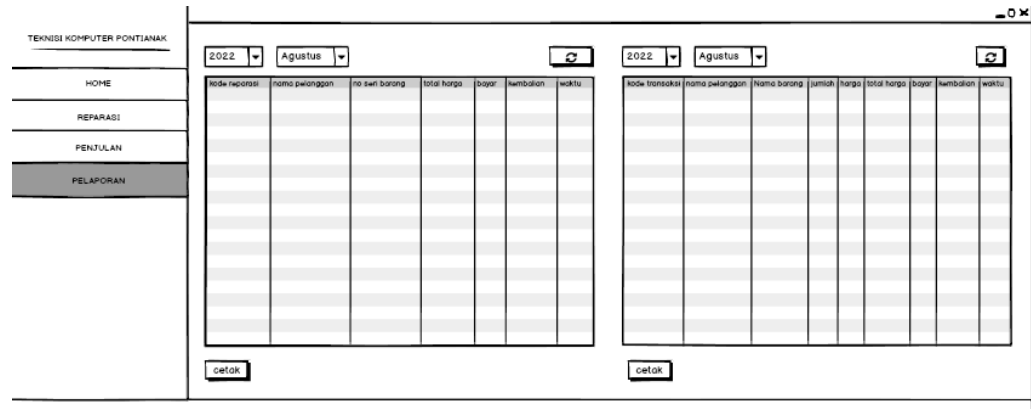 TEKNISI KOMPUTER PONTIANAK
HOME
REPARASI
PENJULAN
PELAPORAN
2022 Agustus
kode reparasi nama pelanggan no seri barang total harga bayar kembalian waktu
cetak
2022 Agustus
kode transaksi nama pelanggan Nama barang jumlah harga total harga bayar kembalian waktu
cetak